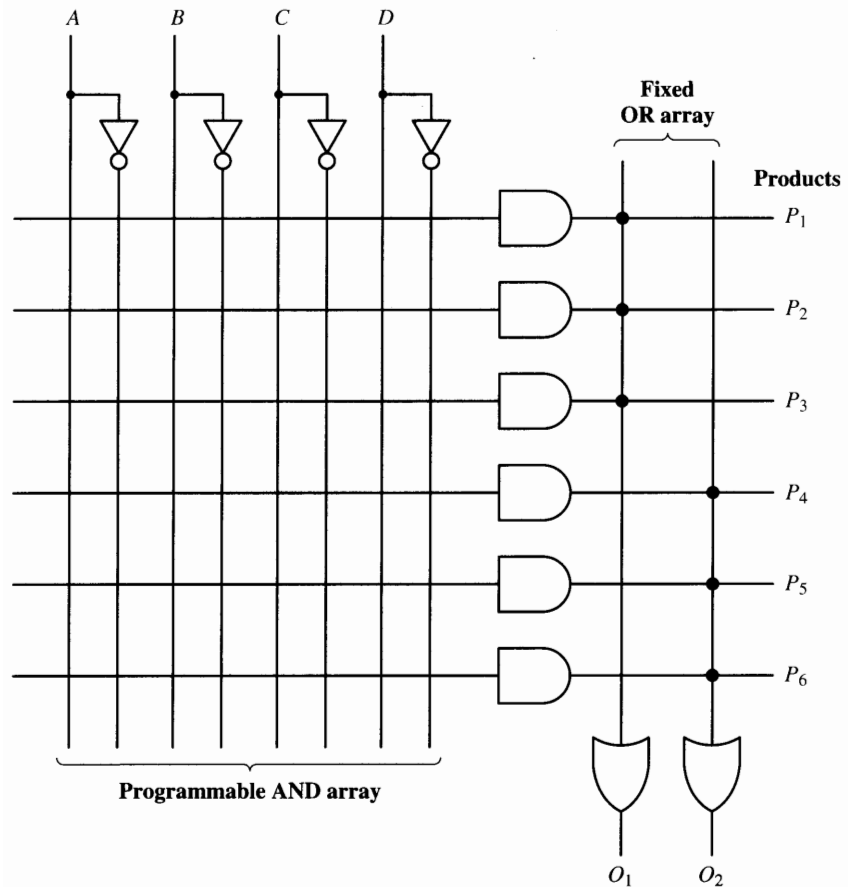 A B C D
Fixed
OR array
Products
P1
P2
P3
P4
P5
P6
Programmable AND array
O1 O2